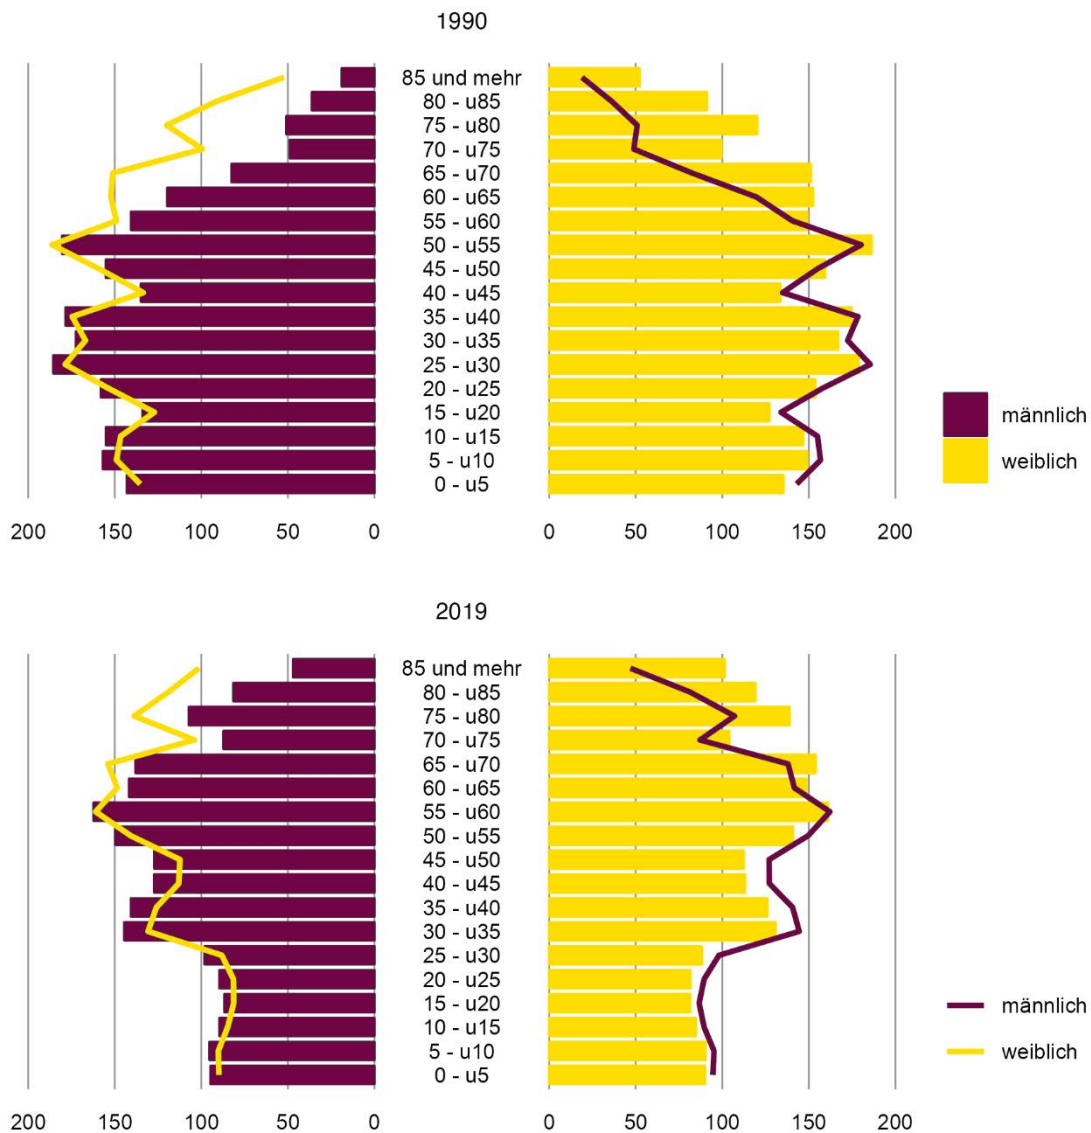 1990
85 und mehr
80 - u85
75 - u80
70 - u75
65 - u70
60 - u65
55 - u60
50 - u55
45 - u50
40 - u45
35 - u40
30 - u35
25 - u30
20 - u25
15 - u20
10 - u15
5 - u10
0 - u5
200 150 100 50 0
0 50 100 150 200
männlich
weiblich
2019
85 und mehr
80 - u85
75 - u80
70 - u75
65 - u70
60 - u65
55 - u60
50 - u55
45 - u50
40 - u45
35 - u40
30 - u35
25 - u30
20 - u25
15 - u20
10 - u15
5 - u10
0 - u5
200 150 100 50 0
0 50 100 150 200
männlich
weiblich